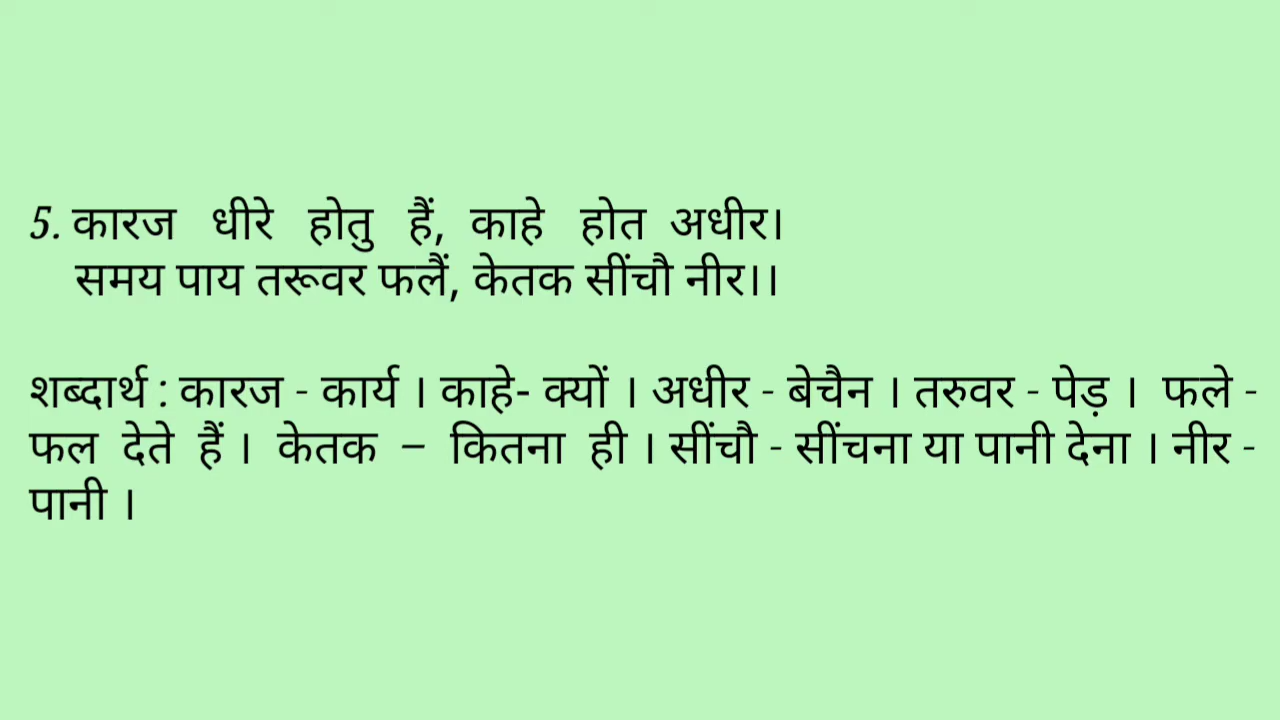 5. कारज धीरे होतु हैं, काहे होत अधीर।
समय पाय तरूवर फलैं, केतक सींचौ नीर।।
शब्दार्थ : कारज - कार्य । काहे- क्यों । अधीर - बेचैन । तरुवर - पेड़ । फले -
फल देते हैं । केतक – कितना ही । सींचौ - सींचना या पानी देना । नीर -
पानी ।